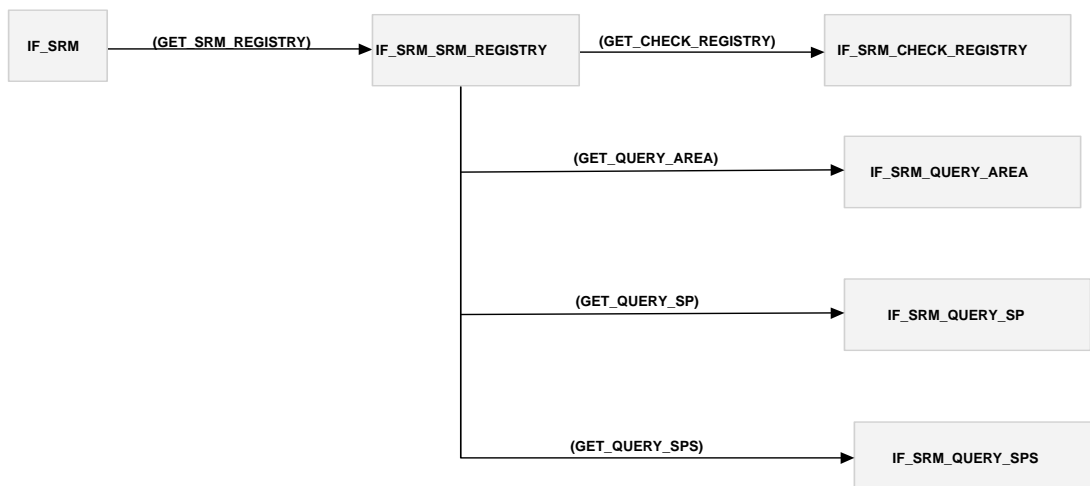 IF_SRM
(GET_SRM_REGISTRY)
IF_SRM_SRM_REGISTRY
(GET_CHECK_REGISTRY)
IF_SRM_CHECK_REGISTRY
(GET_QUERY_AREA)
IF_SRM_QUERY_AREA
(GET_QUERY_SP)
IF_SRM_QUERY_SP
(GET_QUERY_SPS)
IF_SRM_QUERY_SPS